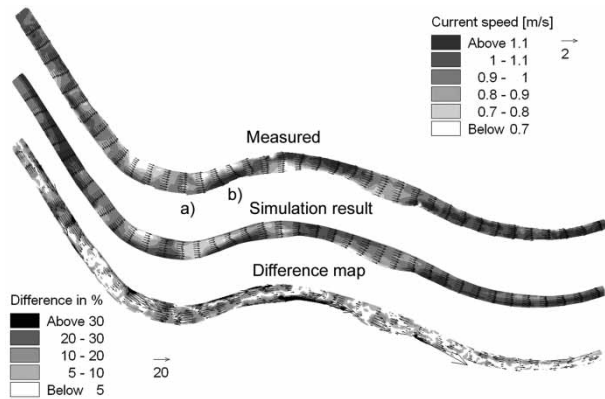 Current speed [m/s]
Above 1.1
1 - 1.1
0.9 - 1
0.8 - 0.9
0.7 - 0.8
Below 0.7
2
Measured
a)
b)
Simulation result
Difference map
Difference in %
Above 30
20 - 30
10 - 20
5 - 10
Below 5
20